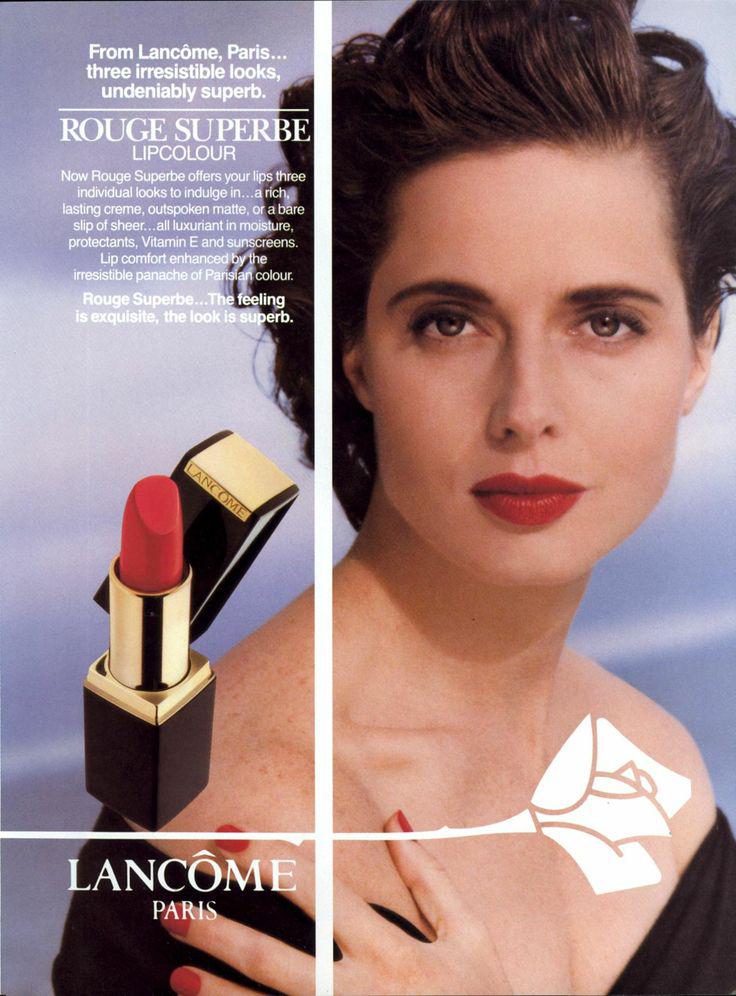 From Lancôme, Paris...
three irresistible looks,
undeniably superb.
ROUGE SUPERBE
LIPCOLOUR
Now Rouge Superbe offers your lips three
individual looks to indulge in...a rich,
lasting creme, outspoken matte, or a bare
slip of sheer...all luxuriant in moisture,
protectants, Vitamin E and sunscreens.
Lip comfort enhanced by the
irresistible panache of Parisian colour.
Rouge Superbe...The feeling
is exquisite, the look is superb.
LANCÔME
LANCÔME
PARIS